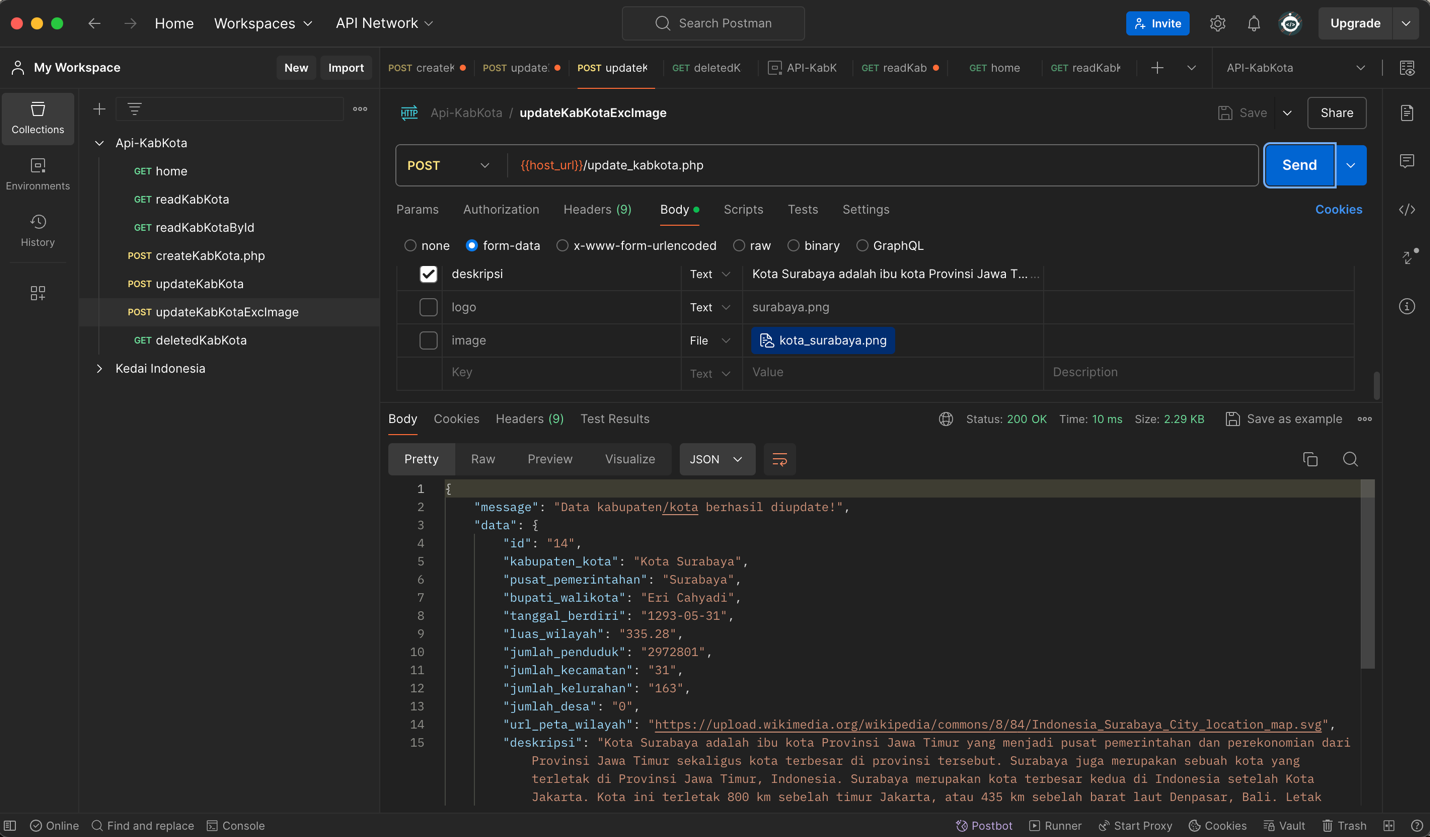 Home Workspaces API Network Search Postman Invite Upgrade
My Workspace New Import POST createK POST update POST updateK GET deletedK API-KabK GET readKab GET home GET readKabK API-KabKota
Collections
Environments
History
Api-KabKota
GET home
GET readKabKota
GET readKabKotaById
POST createKabKota.php
POST updateKabKota
POST updateKabKotaExcImage
GET deletedKabKota
Kedai Indonesia
HTTP Api-KabKota / updateKabKotaExcImage Save Share
POST {{host_url}}/update_kabkota.php Send
Params Authorization Headers (9) Body Scripts Tests Settings Cookies
none form-data x-www-form-urlencoded raw binary GraphQL
deskripsi Text Kota Surabaya adalah ibu kota Provinsi Jawa T... ...
logo Text surabaya.png
image File kota_surabaya.png
Key Text Value Description
Body Cookies Headers (9) Test Results Status: 200 OK Time: 10 ms Size: 2.29 KB Save as example
Pretty Raw Preview Visualize JSON
1 {
2 "message": "Data kabupaten/kota berhasil diupdate!",
3 "data": {
4 "id": "14",
5 "kabupaten_kota": "Kota Surabaya",
6 "pusat_pemerintahan": "Surabaya",
7 "bupati_walikota": "Eri Cahyadi",
8 "tanggal_berdiri": "1293-05-31",
9 "luas_wilayah": "335.28",
10 "jumlah_penduduk": "2972801",
11 "jumlah_kecamatan": "31",
12 "jumlah_kelurahan": "163",
13 "jumlah_desa": "0",
14 "url_peta_wilayah": "https://upload.wikimedia.org/wikipedia/commons/8/84/Indonesia_Surabaya_City_location_map.svg",
15 "deskripsi": "Kota Surabaya adalah ibu kota Provinsi Jawa Timur yang menjadi pusat pemerintahan dan perekonomian dari
Provinsi Jawa Timur sekaligus kota terbesar di provinsi tersebut. Surabaya juga merupakan sebuah kota yang
terletak di Provinsi Jawa Timur, Indonesia. Surabaya merupakan kota terbesar kedua di Indonesia setelah Kota
Jakarta. Kota ini terletak 800 km sebelah timur Jakarta, atau 435 km sebelah barat laut Denpasar, Bali. Letak
Online Find and replace Console Postbot Runner Start Proxy Cookies Vault Trash